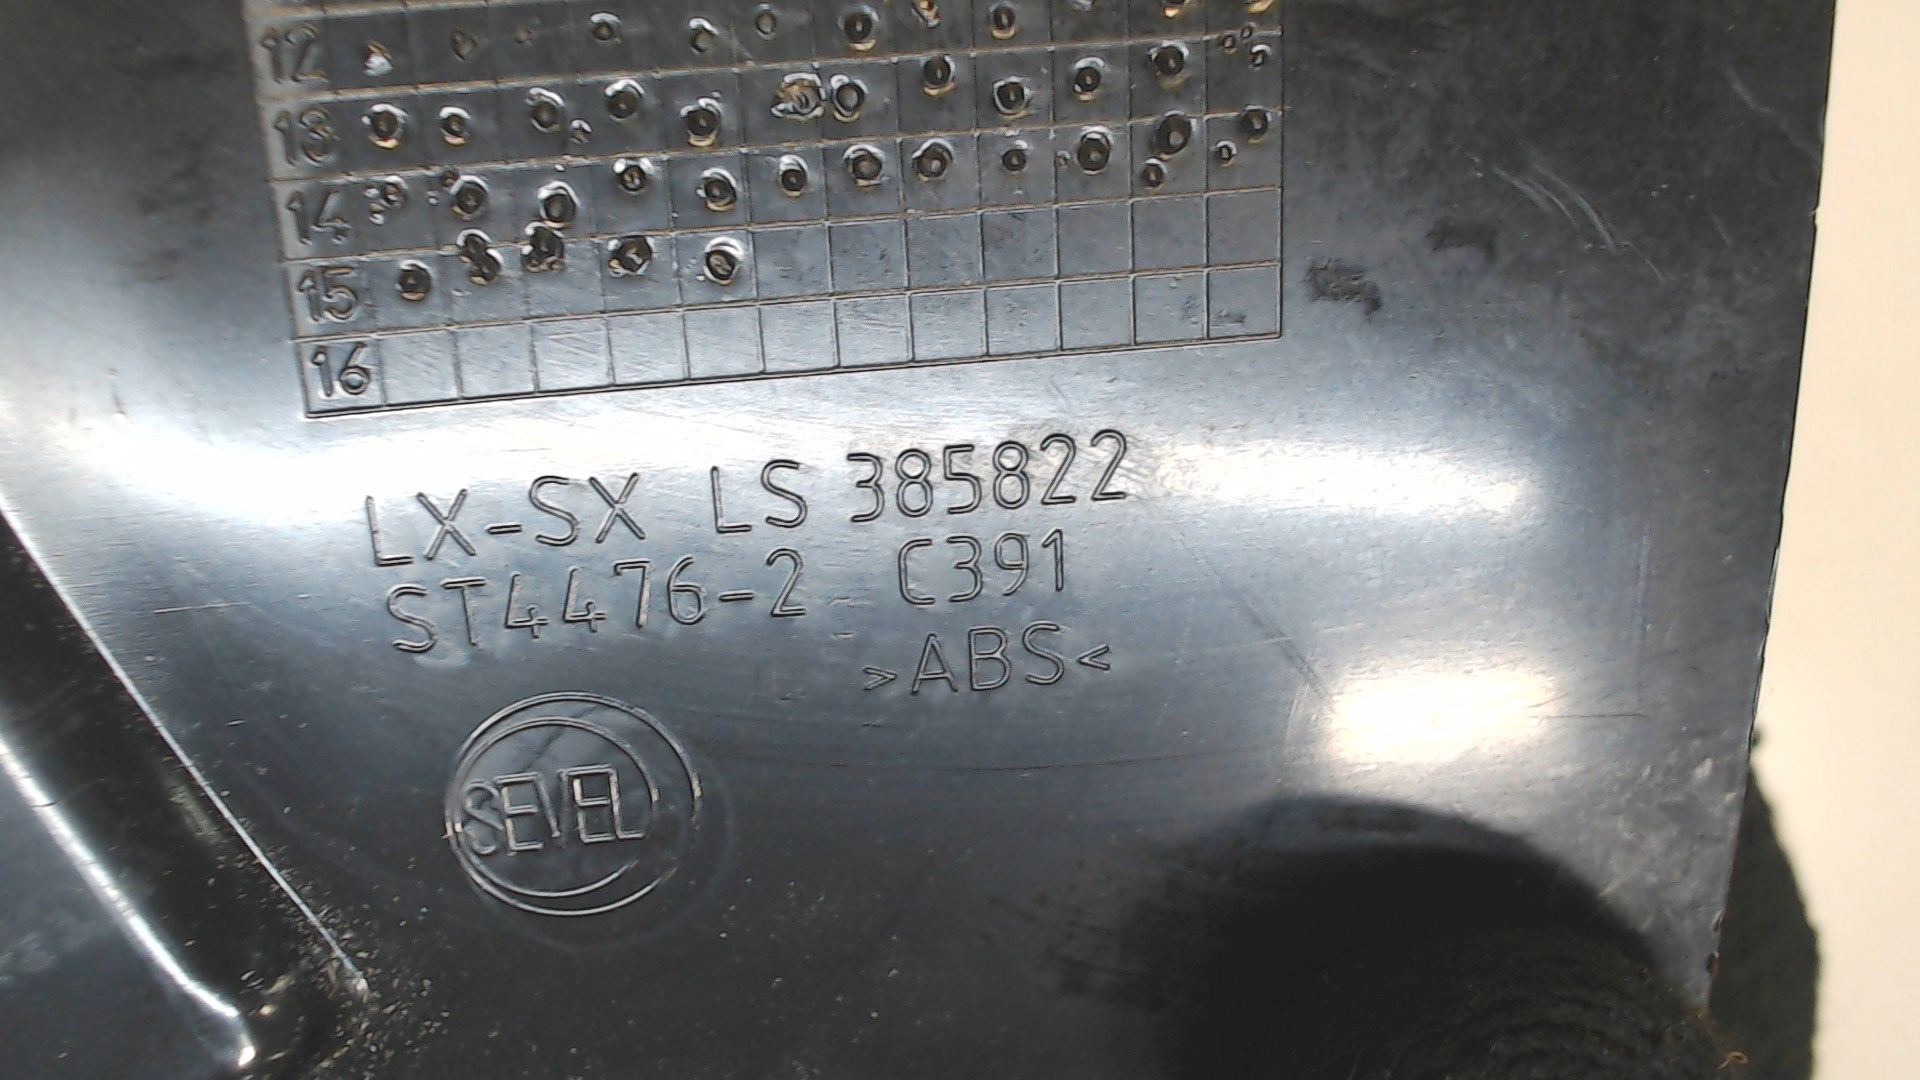 12
13
14
15
16
LX-SX LS 385822
ST4476-2 C391
>ABS<
SEVEL